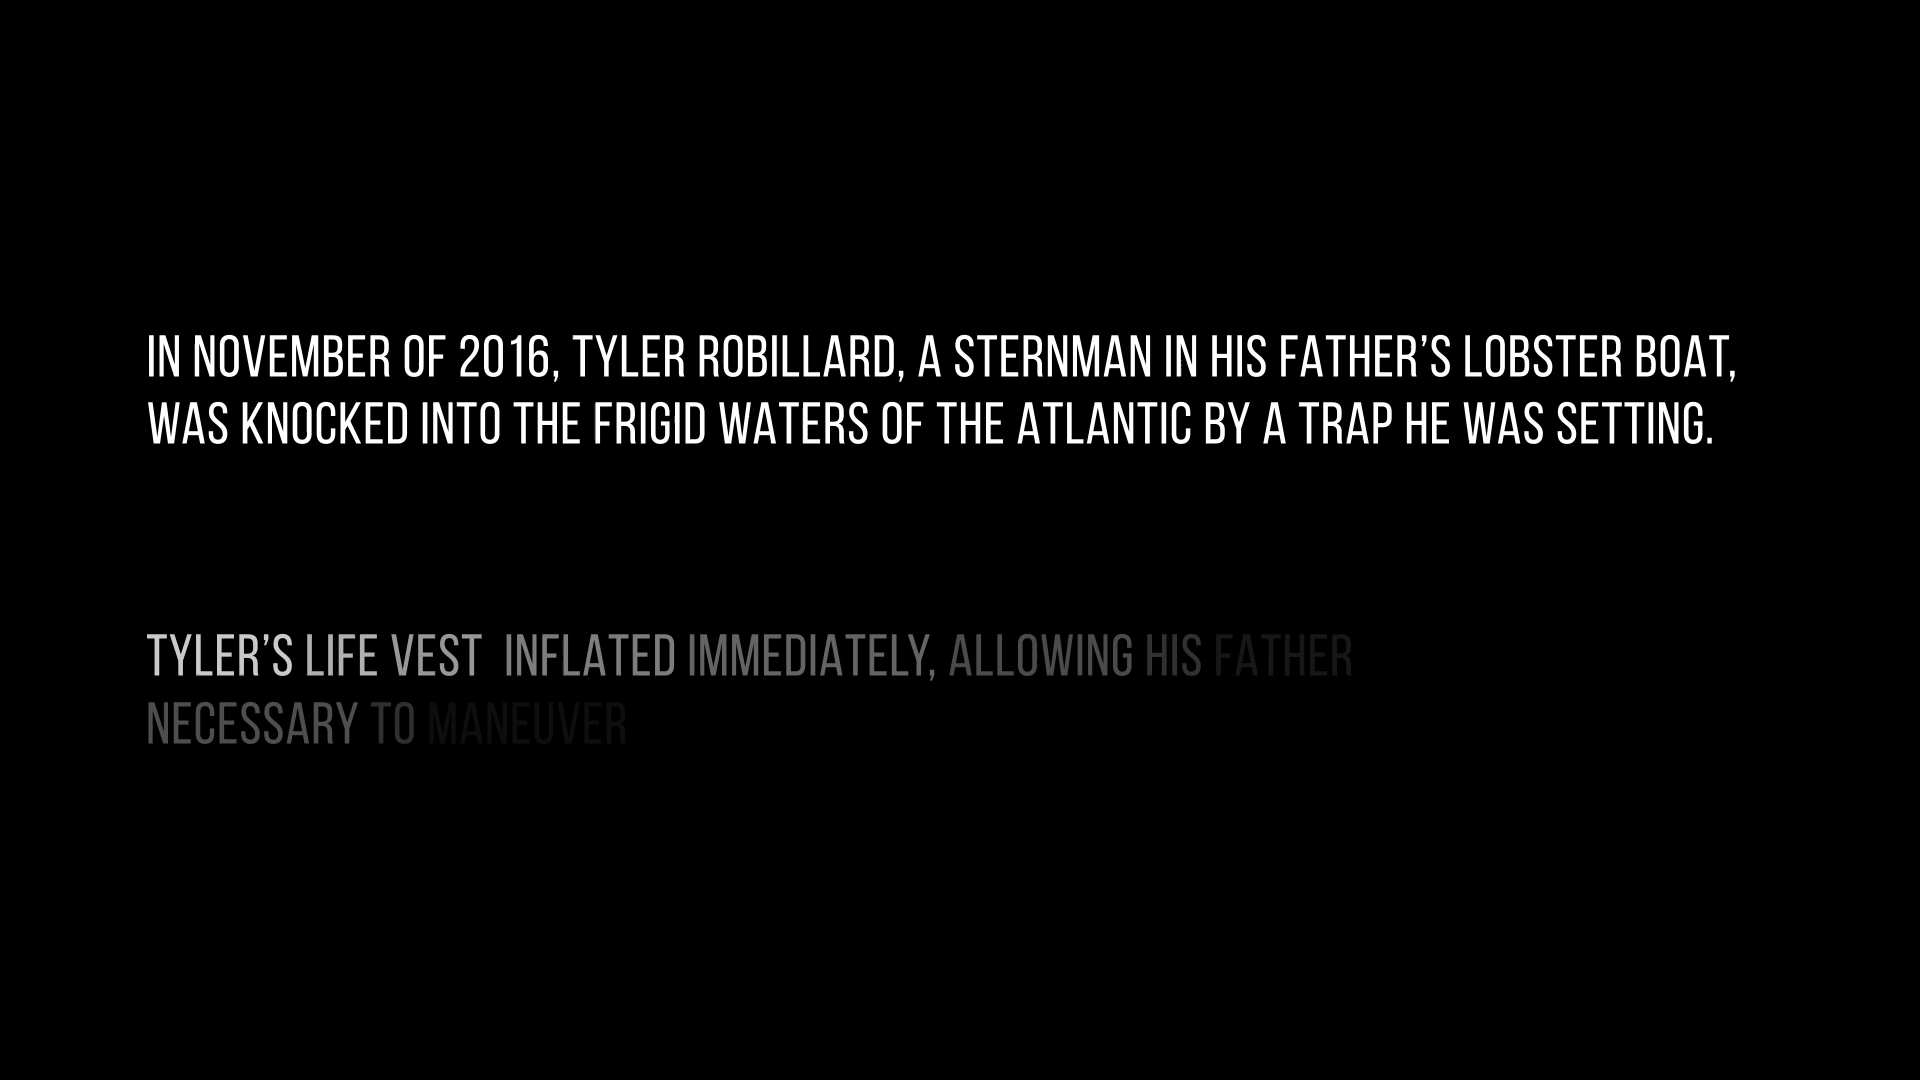 IN NOVEMBER OF 2016, TYLER ROBILLARD, A STERNMAN IN HIS FATHER’S LOBSTER BOAT,
WAS KNOCKED INTO THE FRIGID WATERS OF THE ATLANTIC BY A TRAP HE WAS SETTING.
TYLER’S LIFE VEST INFLATED IMMEDIATELY, ALLOWING HIS FATHER
NECESSARY TO MANEUVER